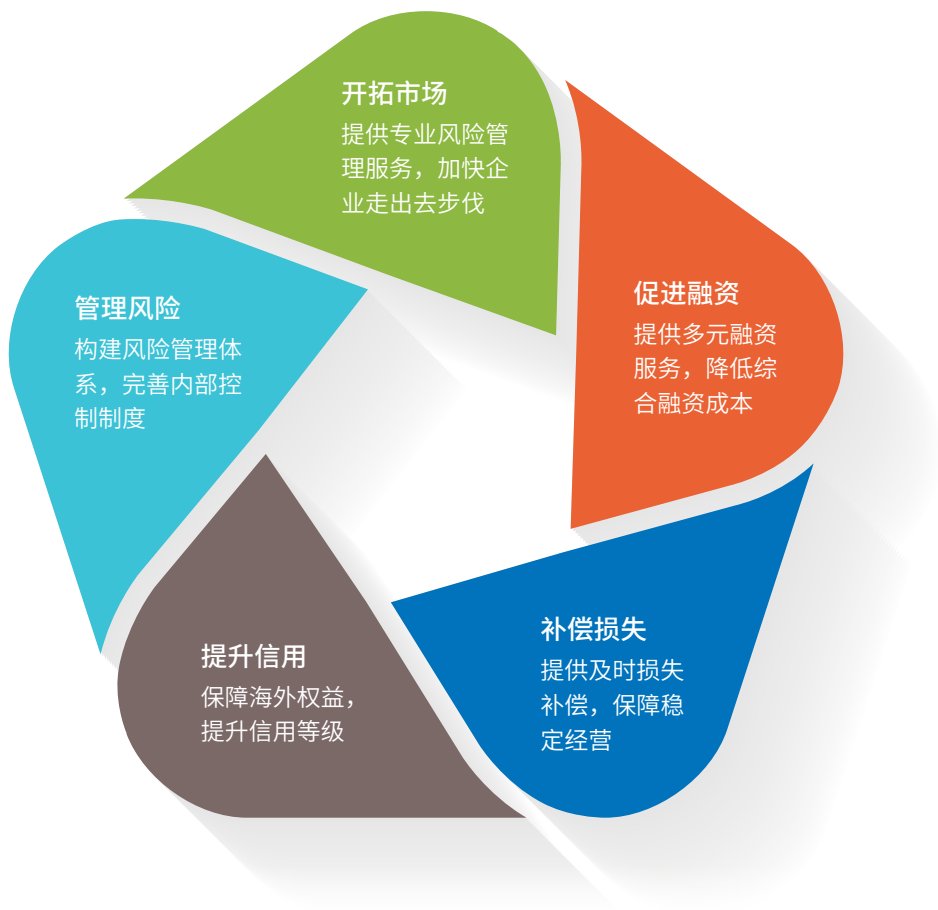 开拓市场
提供专业风险管
理服务，加快企
业走出去步伐
促进融资
提供多元融资
服务，降低综
合融资成本
补偿损失
提供及时损失
补偿，保障稳
定经营
提升信用
保障海外权益，
提升信用等级
管理风险
构建风险管理体
系，完善内部控
制制度